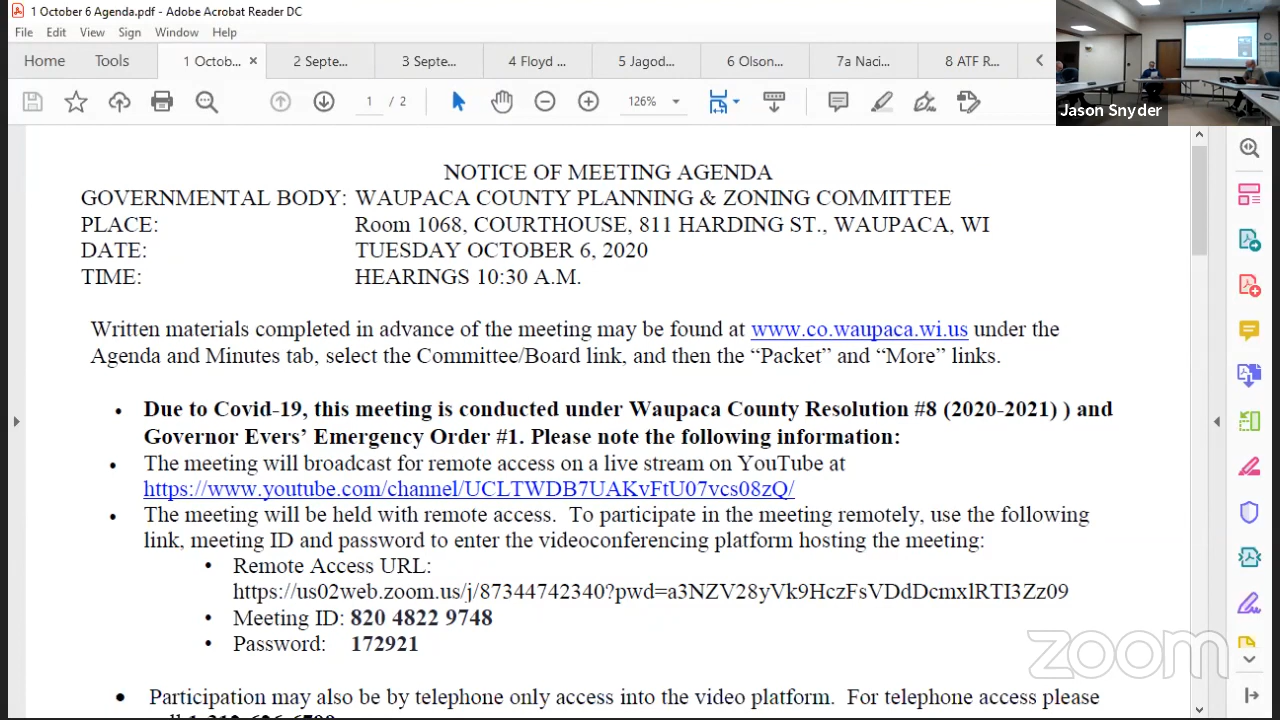 1 October 6 Agenda.pdf - Adobe Acrobat Reader DC
File Edit View Sign Window Help
Home Tools 1 Octob... × 2 Septe... 3 Septe... 4 Floyd ... 5 Jagod... 6 Olson... 7a Naci... 8 ATF R...
1 / 2 126%
Jason Snyder
NOTICE OF MEETING AGENDA
GOVERNMENTAL BODY: WAUPACA COUNTY PLANNING & ZONING COMMITTEE
PLACE: Room 1068, COURTHOUSE, 811 HARDING ST., WAUPACA, WI
DATE: TUESDAY OCTOBER 6, 2020
TIME: HEARINGS 10:30 A.M.
Written materials completed in advance of the meeting may be found at www.co.waupaca.wi.us under the
Agenda and Minutes tab, select the Committee/Board link, and then the “Packet” and “More” links.
• Due to Covid-19, this meeting is conducted under Waupaca County Resolution #8 (2020-2021) ) and
Governor Evers’ Emergency Order #1. Please note the following information:
• The meeting will broadcast for remote access on a live stream on YouTube at
https://www.youtube.com/channel/UCLTWDB7UAKvFtU07vcs08zQ/
• The meeting will be held with remote access. To participate in the meeting remotely, use the following
link, meeting ID and password to enter the videoconferencing platform hosting the meeting:
• Remote Access URL:
https://us02web.zoom.us/j/87344742340?pwd=a3NZV28yVk9HczFsVDdDcmxlRTI3Zz09
• Meeting ID: 820 4822 9748
• Password: 172921
zoom
• Participation may also be by telephone only access into the video platform. For telephone access please